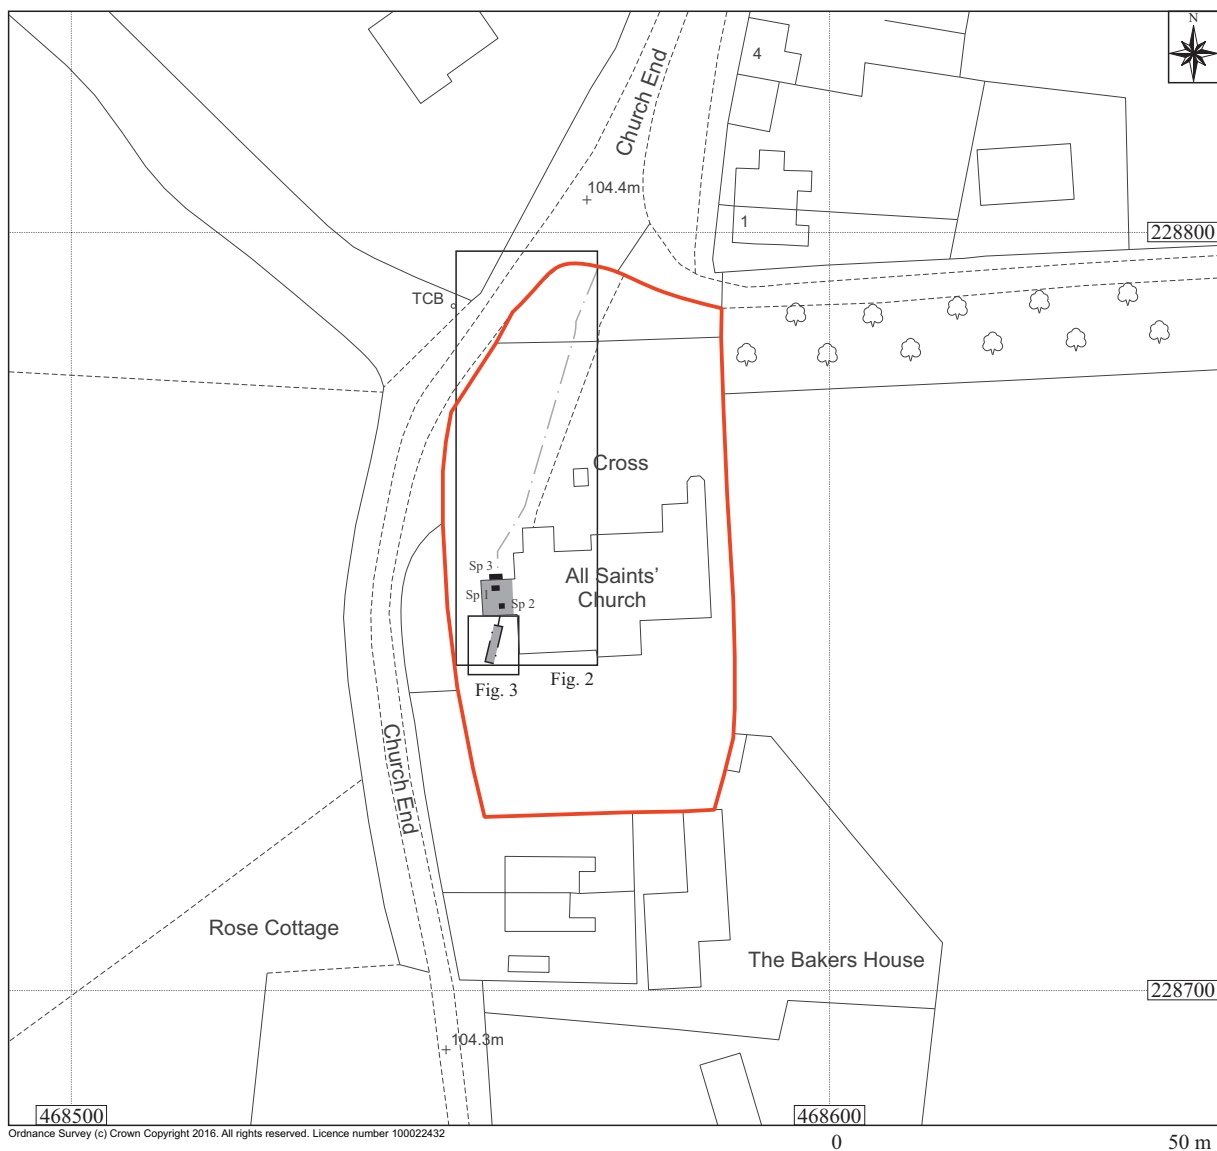 N
Church End
4
104.4m
1
228800
TCB
Cross
Sp 3
All Saints’
Church
Sp 1
Sp 2
Fig. 3
Fig. 2
Church End
Rose Cottage
The Bakers House
228700
104.3m
468500
468600
Ordnance Survey (c) Crown Copyright 2016. All rights reserved. Licence number 100022432
0
50 m